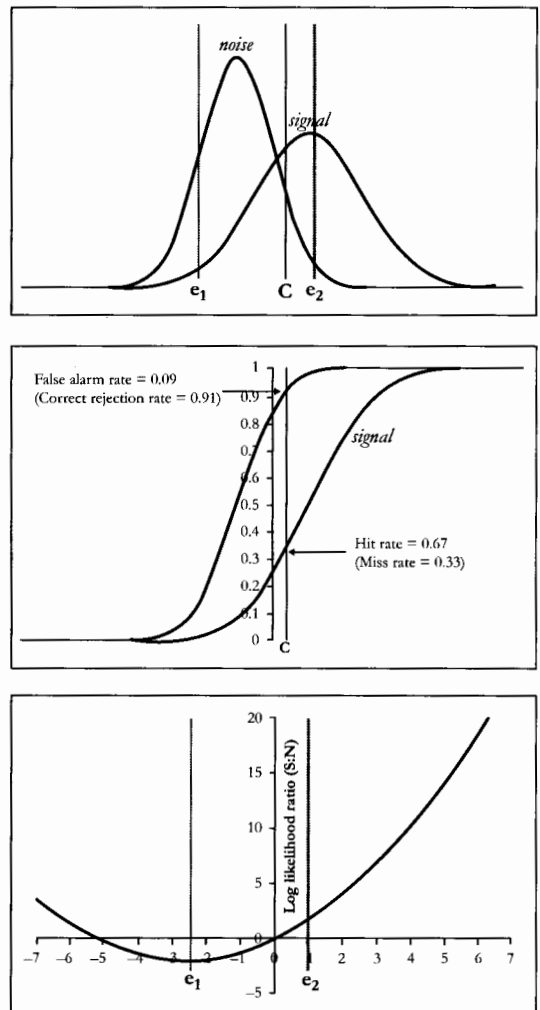 noise
signal
e1 C e2
False alarm rate = 0.09
(Correct rejection rate = 0.91)
1
0.9
0.8
0.7
0.6
0.5
0.4
0.3
0.2
0.1
0
signal
Hit rate = 0.67
(Miss rate = 0.33)
C
20
15
10
5
0
-5
Log likelihood ratio (S:N)
–7 –6 –5 –4 –3 –2 –1 0 1 2 3 4 5 6 7
e1 e2